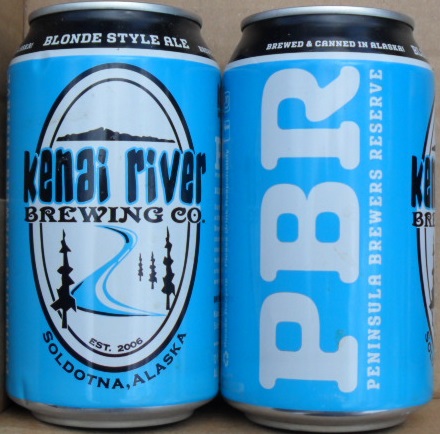 BLONDE STYLE ALE
kenai river
BREWING CO.
EST. 2006
SOLDOTNA, ALASKA
BREWED & CANNED IN ALASKA!
PBR
PENINSULA BREWERS RESERVE